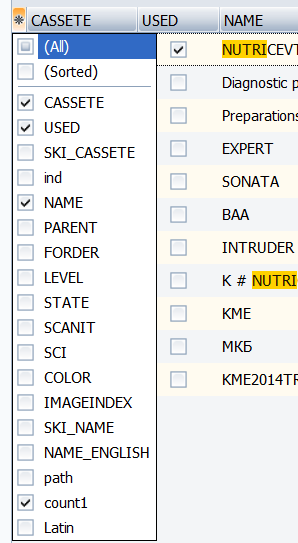 CASSETE USED NAME
(All)
(Sorted)
CASSETE
USED
SKI_CASSETE
ind
NAME
PARENT
FORDER
LEVEL
STATE
SCANIT
SCI
COLOR
IMAGEINDEX
SKI_NAME
NAME_ENGLISH
path
count1
Latin
NUTRICEVT
Diagnostic p
Preparations
EXPERT
SONATA
BAA
INTRUDER
K # NUTRI
KME
МКБ
KME2014TR